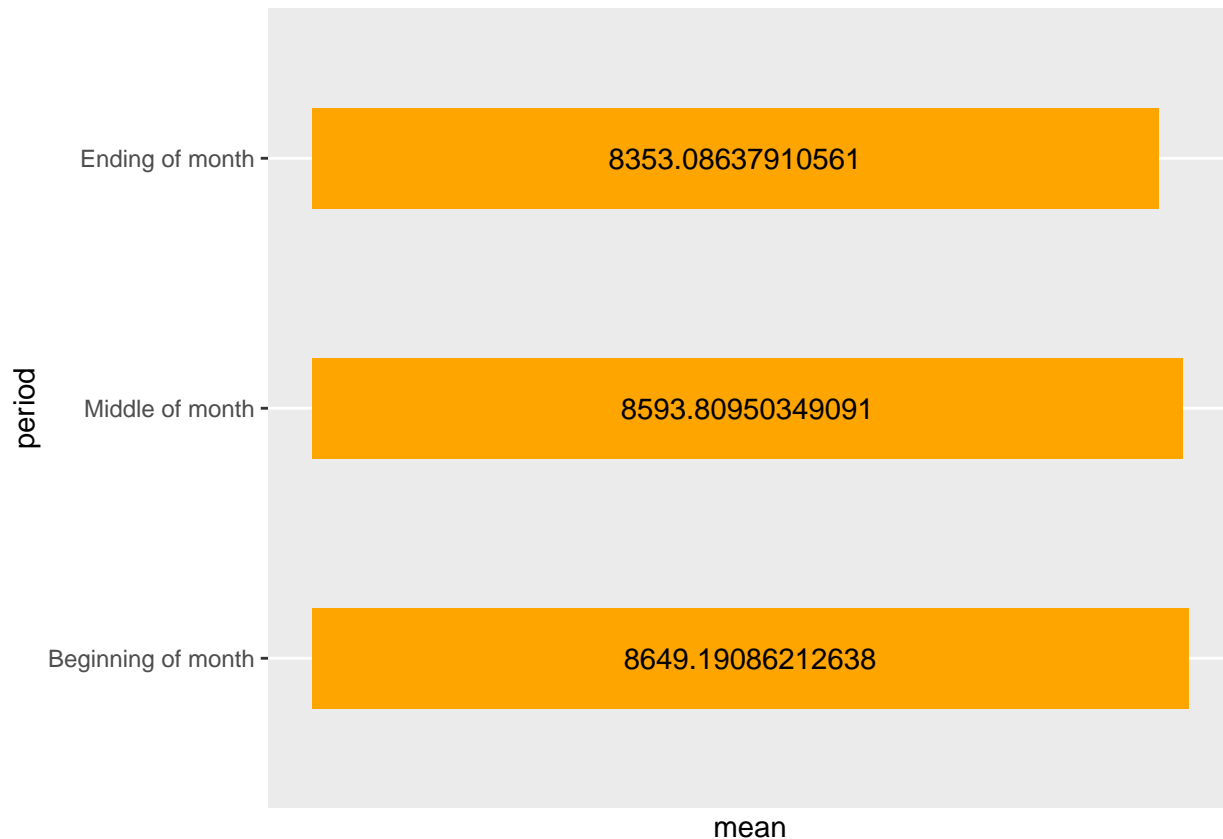 Ending of month
8353.08637910561
Middle of month
8593.80950349091
Beginning of month
8649.19086212638
period
mean